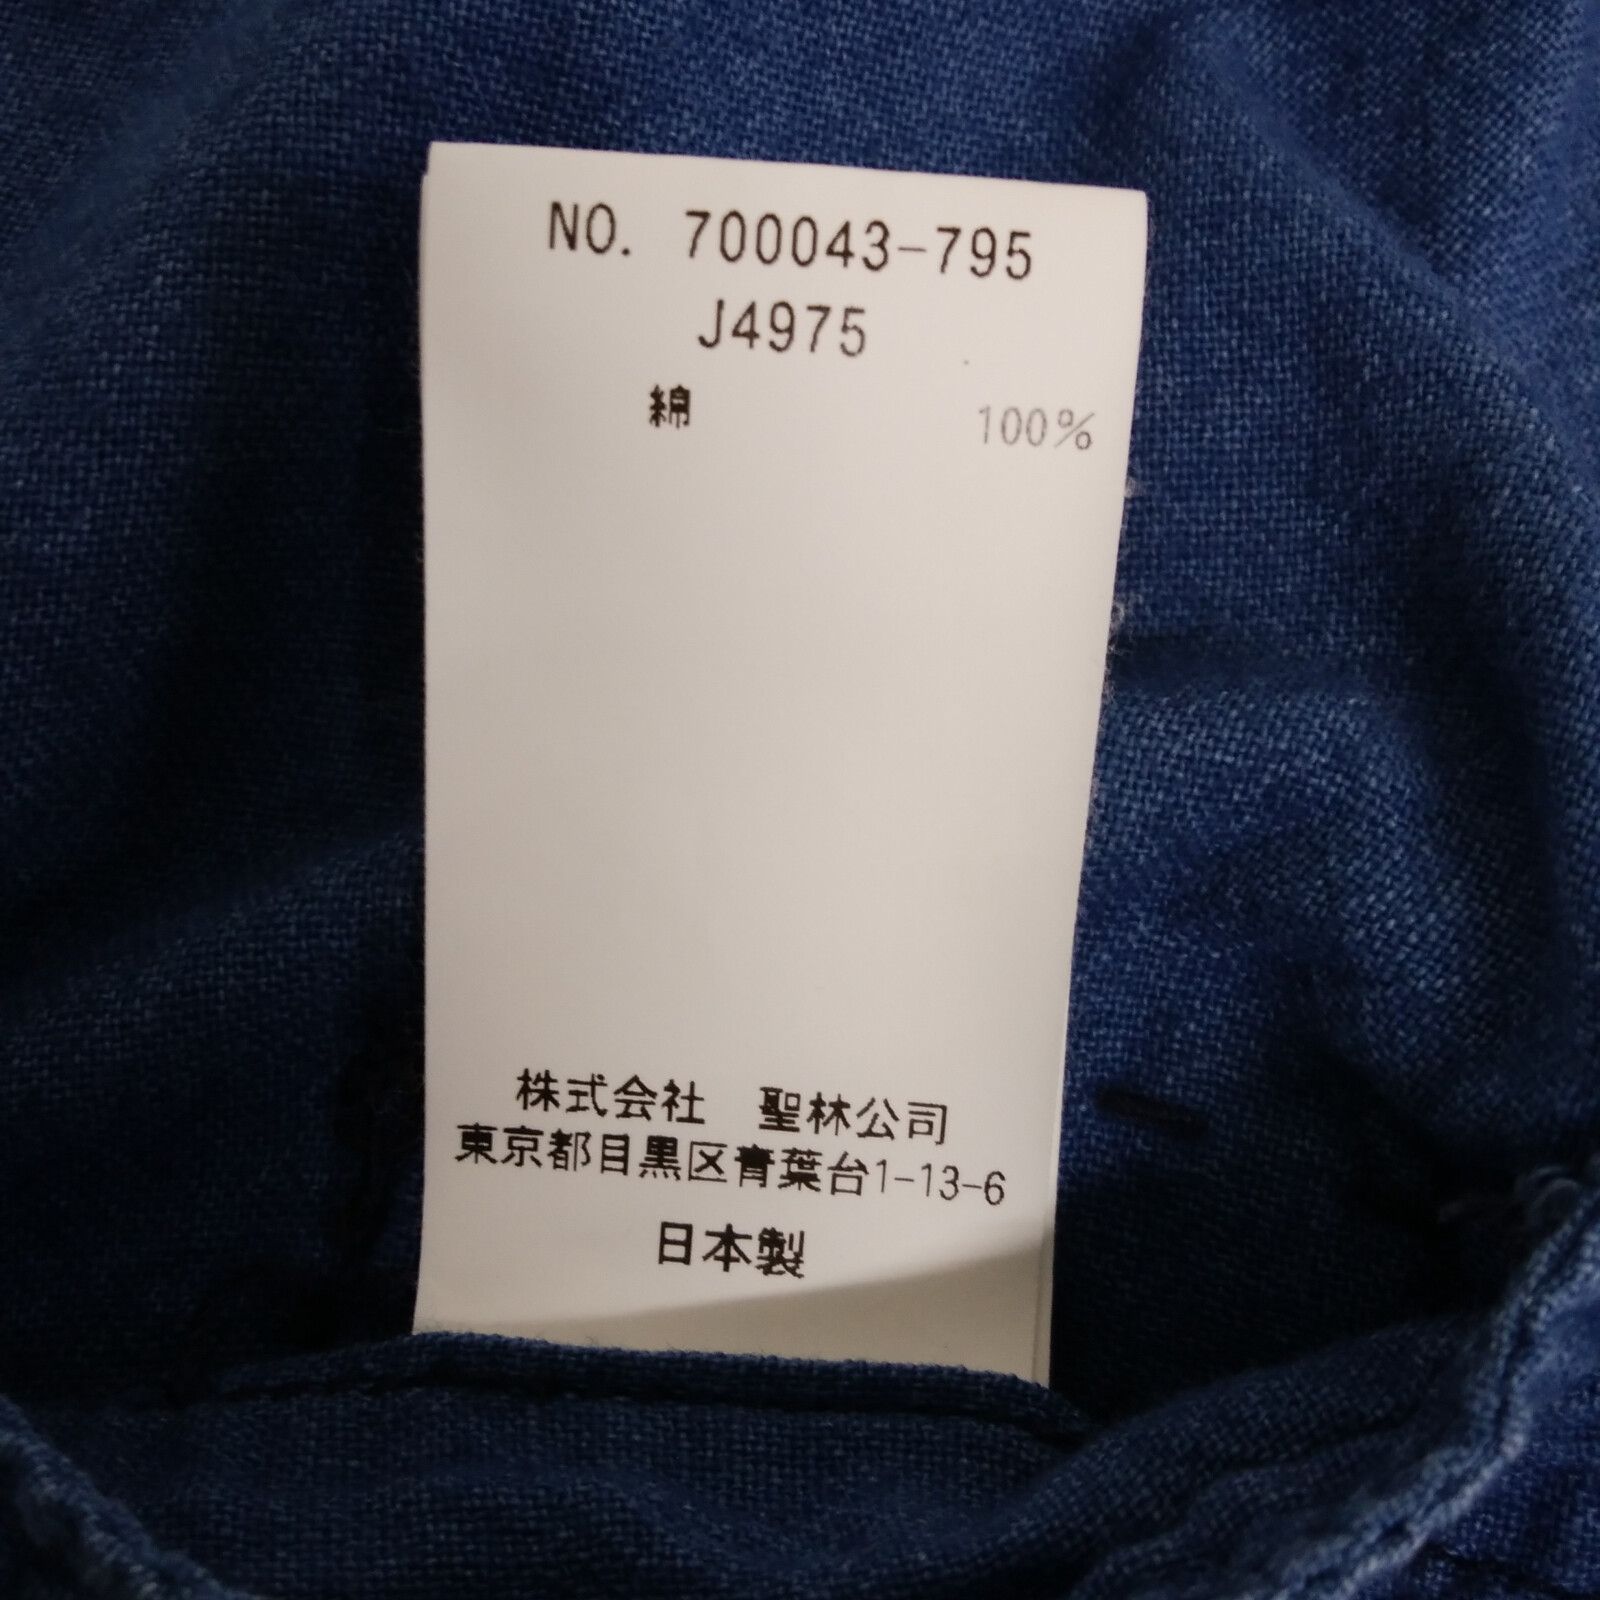 NO. 700043-795
J4975
綿 100%
株式会社 聖林公司
東京都目黒区青葉台1-13-6
日本製